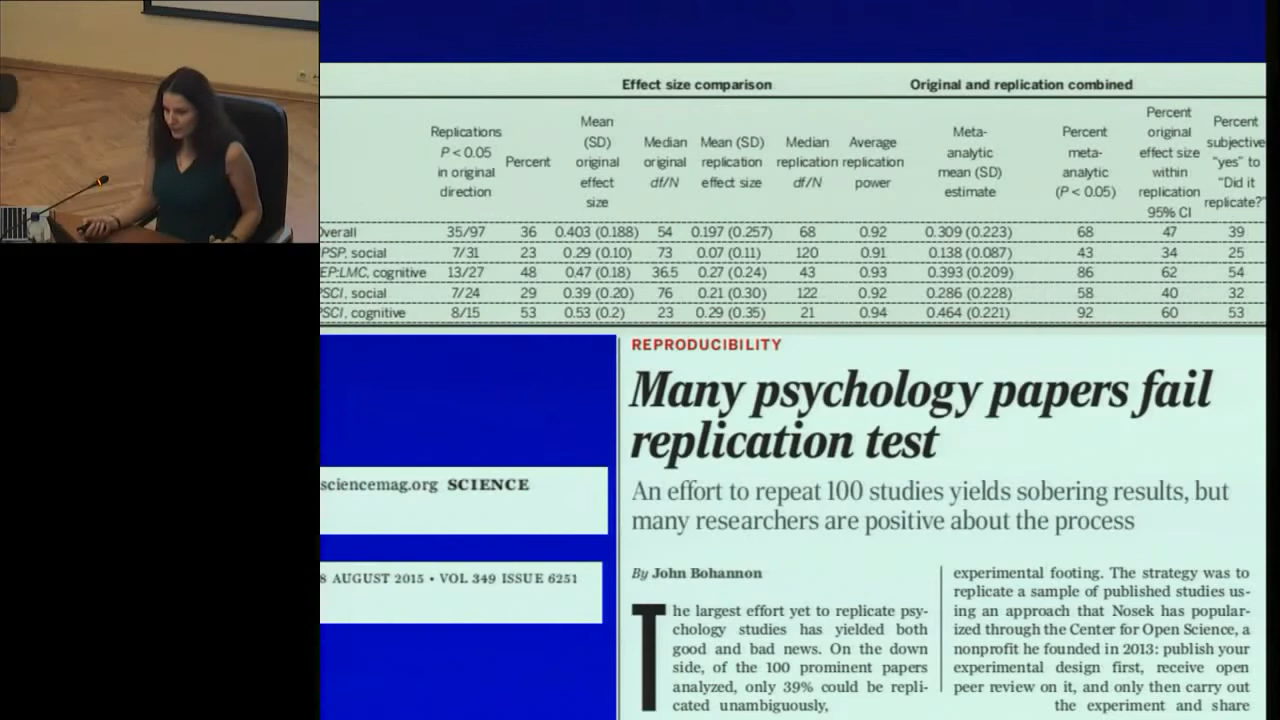 Effect size comparison Original and replication combined
Replications P < 0.05 in original direction
Percent
Mean (SD) original effect size
Median original df/N
Mean (SD) replication effect size
Median replication df/N
Average replication power
Meta-analytic mean (SD) estimate
Percent meta-analytic (P < 0.05)
Percent original effect size within replication 95% CI
Percent subjective "yes" to "Did it replicate?"
Overall 35/97 36 0.403 (0.188) 54 0.197 (0.257) 68 0.92 0.309 (0.223) 68 47 39
PSP, social 7/31 23 0.29 (0.10) 73 0.07 (0.11) 120 0.91 0.138 (0.087) 43 34 25
EP:LMC, cognitive 13/27 48 0.47 (0.18) 36.5 0.27 (0.24) 43 0.93 0.393 (0.209) 86 62 54
PSCI, social 7/24 29 0.39 (0.20) 76 0.21 (0.30) 122 0.92 0.286 (0.228) 58 40 32
PSCI, cognitive 8/15 53 0.53 (0.2) 23 0.29 (0.35) 21 0.94 0.464 (0.221) 92 60 53
sciencemag.org SCIENCE
8 AUGUST 2015 • VOL 349 ISSUE 6251
REPRODUCIBILITY
Many psychology papers fail
replication test
An effort to repeat 100 studies yields sobering results, but
many researchers are positive about the process
By John Bohannon
The largest effort yet to replicate psy-
chology studies has yielded both
good and bad news. On the down
side, of the 100 prominent papers
analyzed, only 39% could be repli-
cated unambiguously,
experimental footing. The strategy was to
replicate a sample of published studies us-
ing an approach that Nosek has popular-
ized through the Center for Open Science, a
nonprofit he founded in 2013: publish your
experimental design first, receive open
peer review on it, and only then carry out
the experiment and share